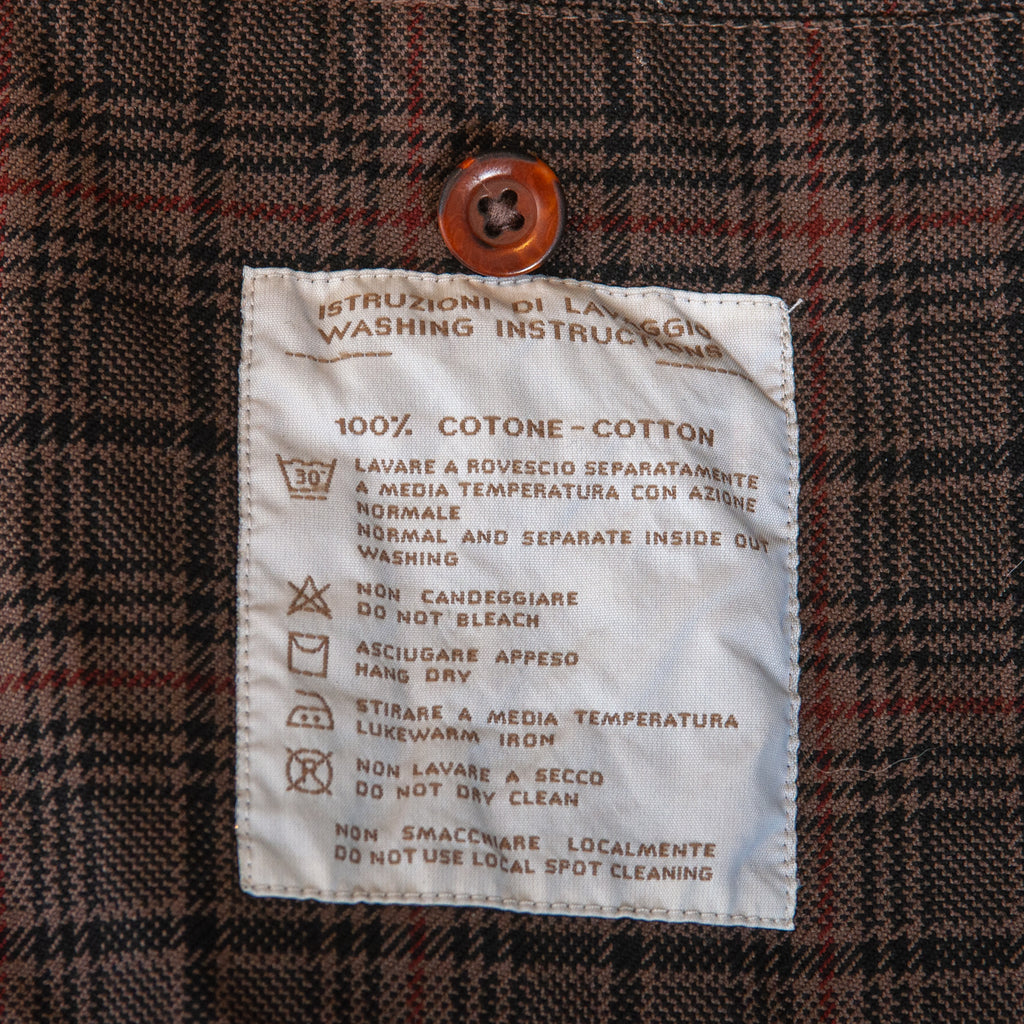 ISTRUZIONI DI LAVAGGIO
WASHING INSTRUCTIONS
100% COTONE-COTTON
30°
LAVARE A ROVESCIO SEPARATAMENTE
A MEDIA TEMPERATURA CON AZIONE
NORMALE
NORMAL AND SEPARATE INSIDE OUT
WASHING
NON CANDEGGIARE
DO NOT BLEACH
ASCIUGARE APPESO
HANG DRY
STIRARE A MEDIA TEMPERATURA
LUKEWARM IRON
R
NON LAVARE A SECCO
DO NOT DRY CLEAN
NON SMACCHIARE LOCALMENTE
DO NOT USE LOCAL SPOT CLEANING